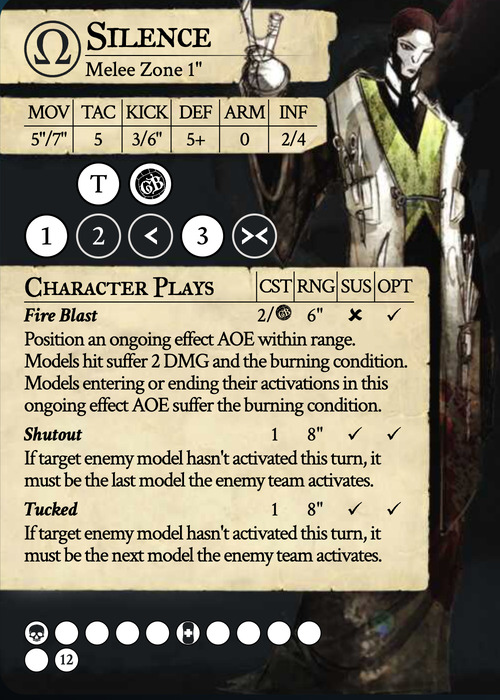 Ω
SILENCE
Melee Zone 1"
MOV TAC KICK DEF ARM INF
5"/7" 5 3/6" 5+ 0 2/4
T GB
1 2 < 3 ><
CHARACTER PLAYS CST RNG SUS OPT
Fire Blast 2/GB 6" ✘ ✓
Position an ongoing effect AOE within range.
Models hit suffer 2 DMG and the burning condition.
Models entering or ending their activations in this
ongoing effect AOE suffer the burning condition.
Shutout 1 8" ✓ ✓
If target enemy model hasn't activated this turn, it
must be the last model the enemy team activates.
Tucked 1 8" ✓ ✓
If target enemy model hasn't activated this turn, it
must be the next model the enemy team activates.
12